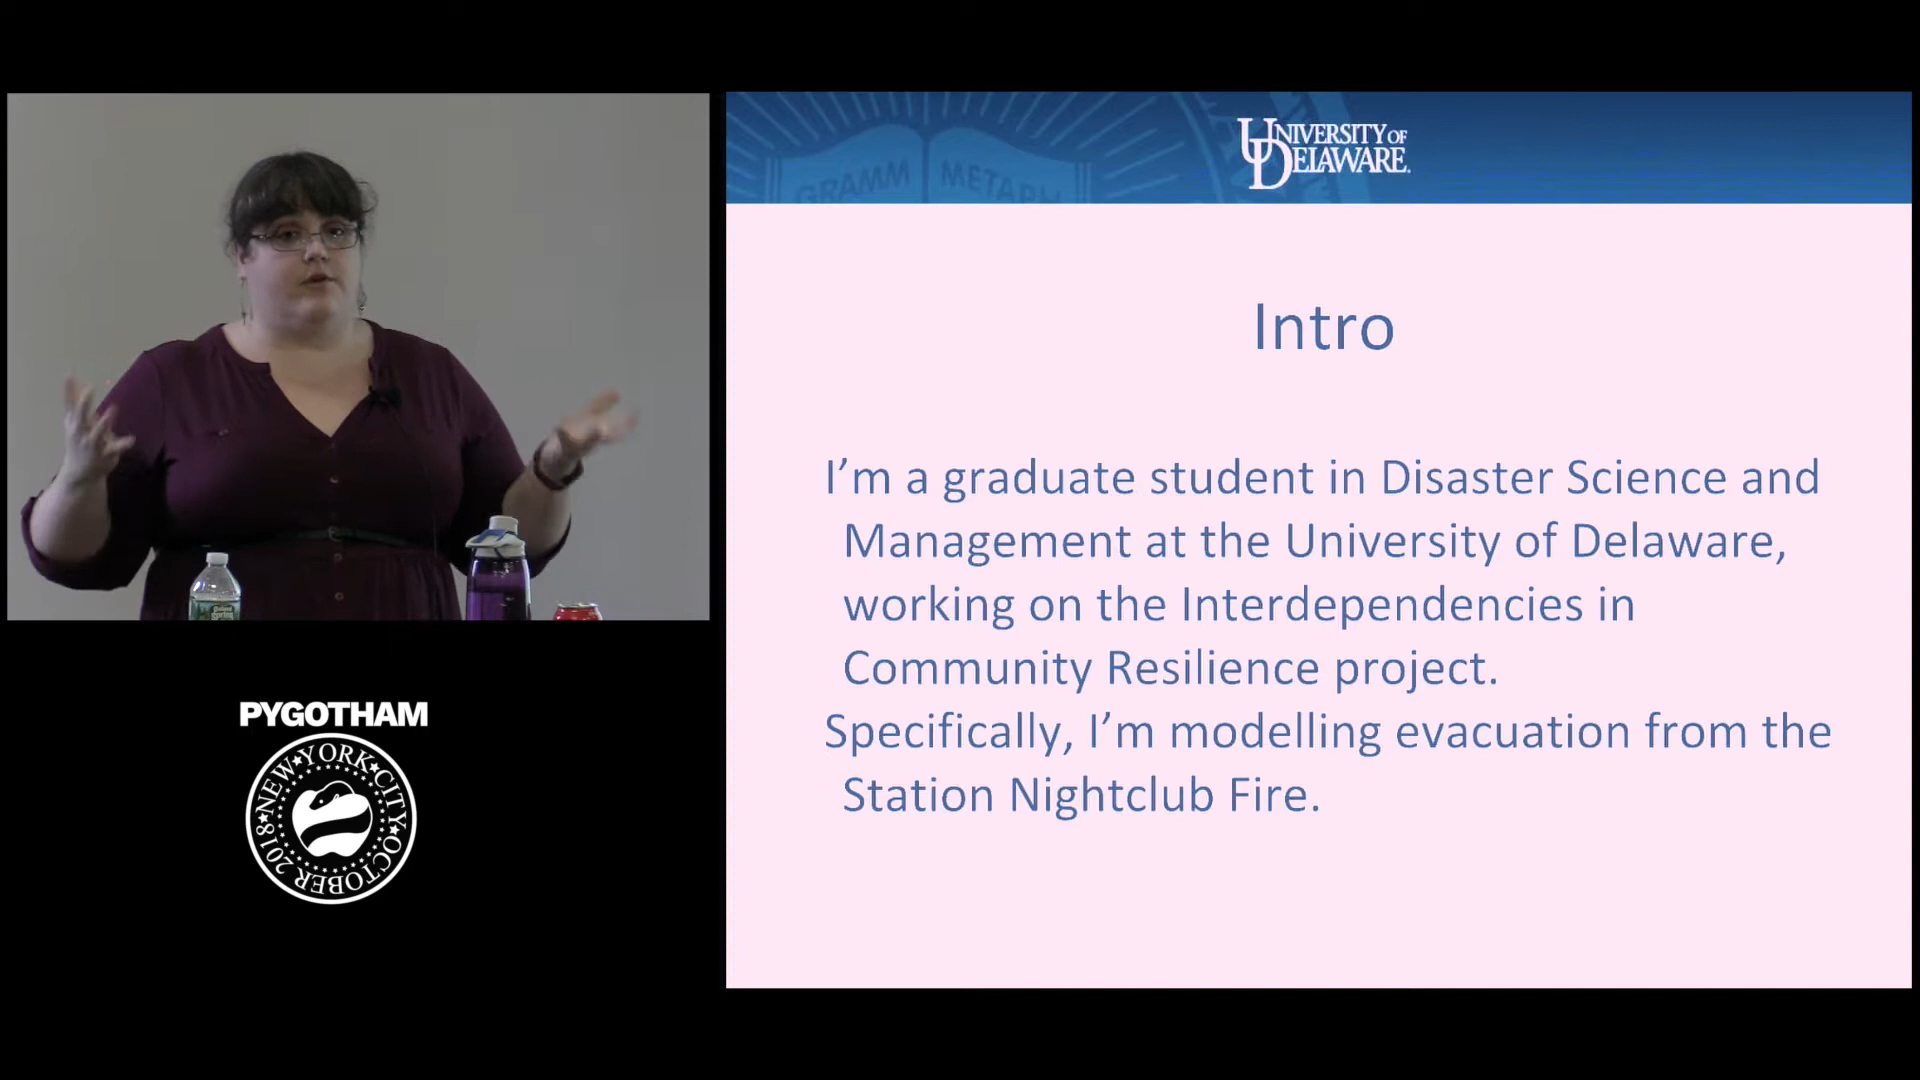 UNIVERSITY OF
DELAWARE.
GRAMM METAPH
Intro
I’m a graduate student in Disaster Science and
Management at the University of Delaware,
working on the Interdependencies in
Community Resilience project.
Specifically, I’m modelling evacuation from the
Station Nightclub Fire.
PYGOTHAM
NEW★YORK★CITY★OCTOBER 2018